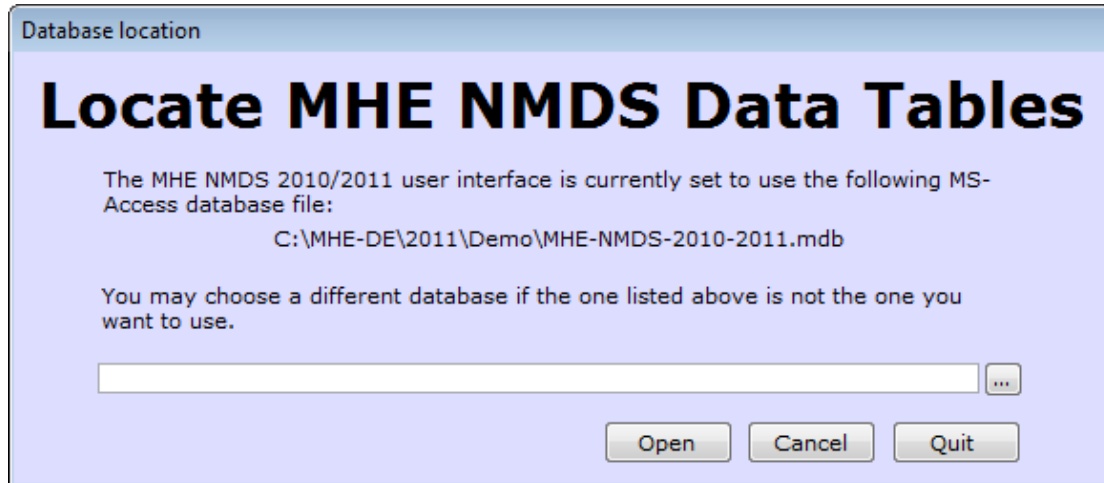 Database location
Locate MHE NMDS Data Tables
The MHE NMDS 2010/2011 user interface is currently set to use the following MS-
Access database file:
C:\MHE-DE\2011\Demo\MHE-NMDS-2010-2011.mdb
You may choose a different database if the one listed above is not the one you
want to use.
...
Open Cancel Quit